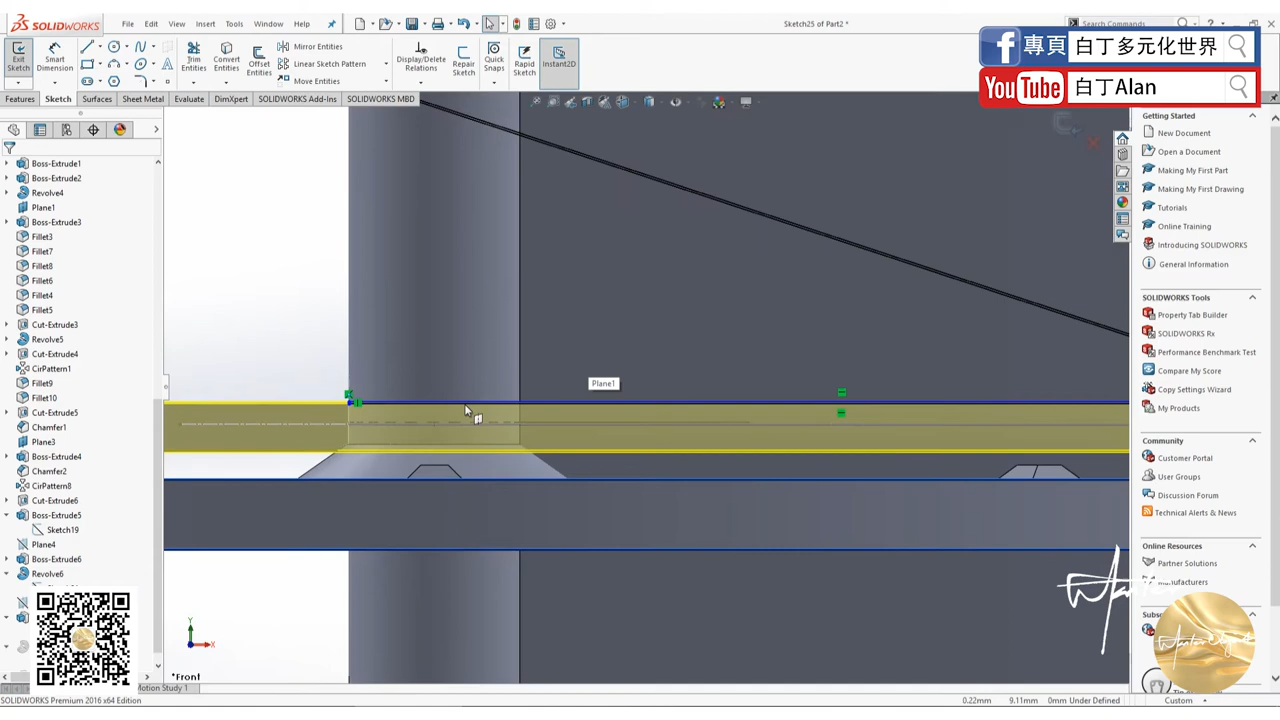 SOLIDWORKS
File
Edit
View
Insert
Tools
Window
Help
Sketch25 of Part2 *
Search Commands
專頁
白丁多元化世界
YouTube
白丁Alan
Exit Sketch
Smart Dimension
Trim Entities
Convert Entities
Offset Entities
Mirror Entities
Linear Sketch Pattern
Move Entities
Display/Delete Relations
Repair Sketch
Quick Snaps
Rapid Sketch
Instant2D
Features
Sketch
Surfaces
Sheet Metal
Evaluate
DimXpert
SOLIDWORKS Add-Ins
SOLIDWORKS MBD
Boss-Extrude1
Boss-Extrude2
Revolve4
Plane1
Boss-Extrude3
Fillet3
Fillet7
Fillet8
Fillet6
Fillet4
Fillet5
Cut-Extrude3
Revolve5
Cut-Extrude4
CirPattern1
Fillet9
Fillet10
Cut-Extrude5
Chamfer1
Plane3
Boss-Extrude4
Chamfer2
CirPattern8
Cut-Extrude6
Boss-Extrude5
Sketch19
Plane4
Boss-Extrude6
Revolve6
Plane1
Y
X
*Front
Getting Started
New Document
Open a Document
Making My First Part
Making My First Drawing
Tutorials
Online Training
Introducing SOLIDWORKS
General Information
SOLIDWORKS Tools
Property Tab Builder
SOLIDWORKS Rx
Performance Benchmark Test
Compare My Score
Copy Settings Wizard
My Products
Community
Customer Portal
User Groups
Discussion Forum
Technical Alerts & News
Online Resources
Partner Solutions
Manufacturers
Motion Study 1
SOLIDWORKS Premium 2016 x64 Edition
0.22mm
9.11mm
0mm Under Defined
Custom